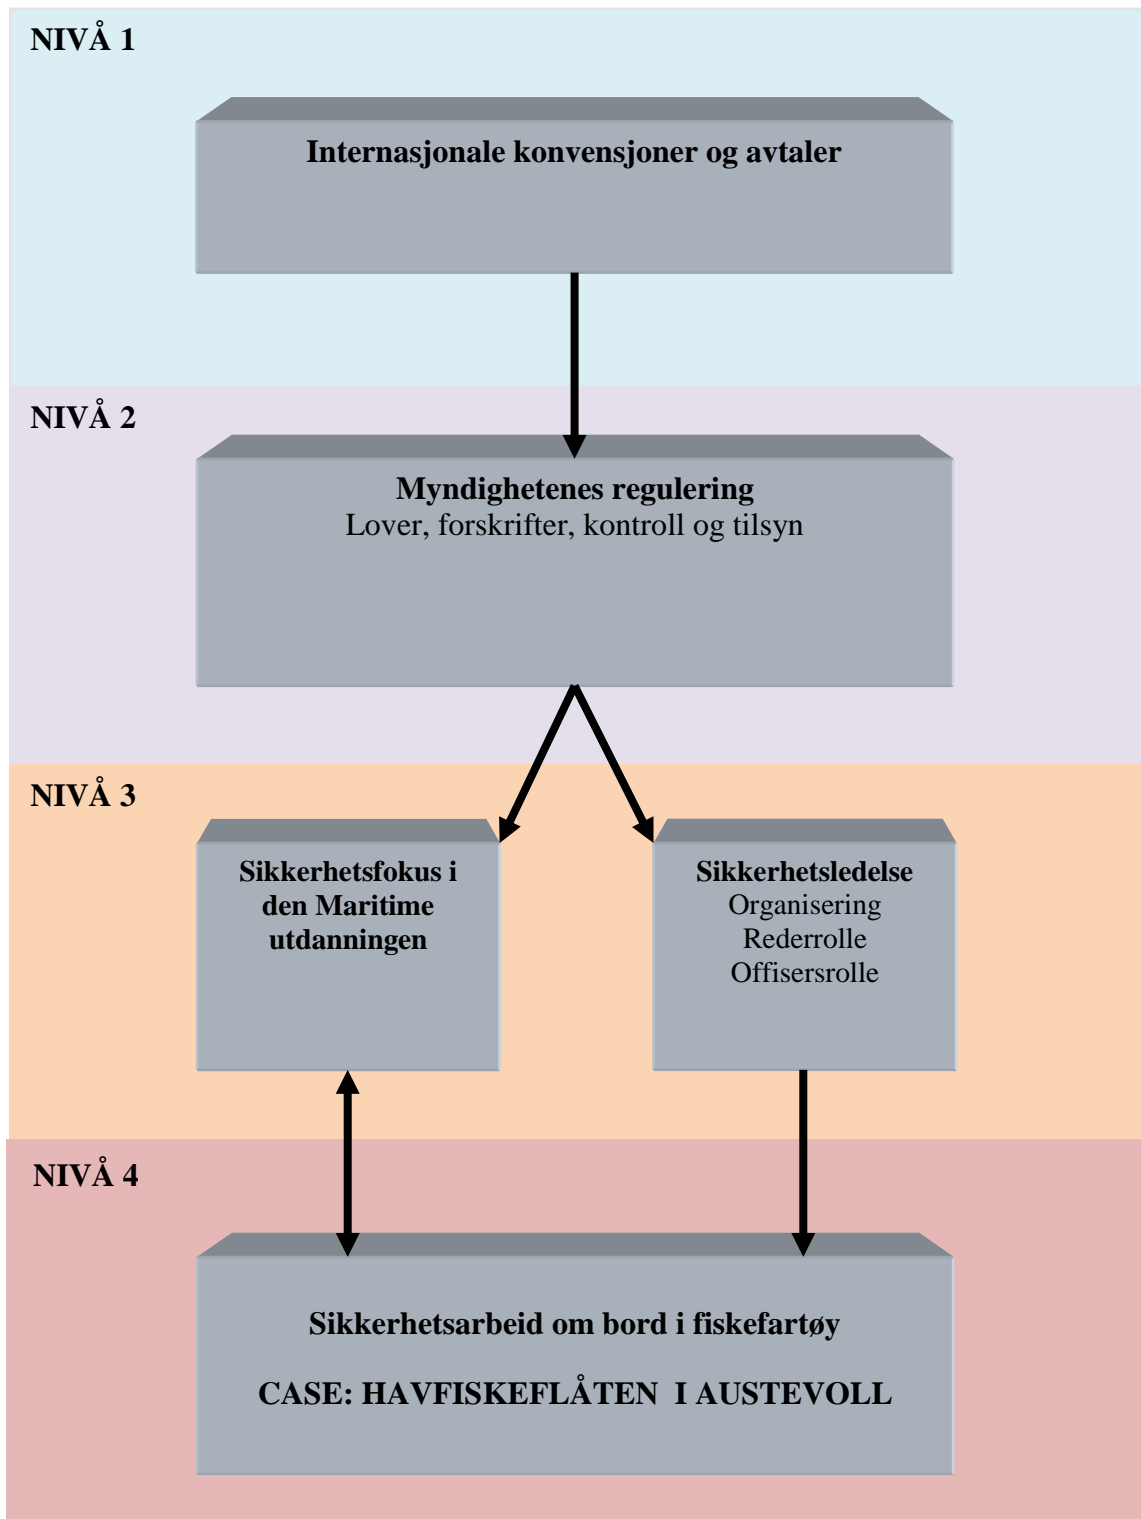 NIVÅ 1
Internasjonale konvensjoner og avtaler
NIVÅ 2
Myndighetenes regulering
Lover, forskrifter, kontroll og tilsyn
NIVÅ 3
Sikkerhetsfokus i
den Maritime
utdanningen
Sikkerhetsledelse
Organisering
Rederrolle
Offisersrolle
NIVÅ 4
Sikkerhetsarbeid om bord i fiskefartøy
CASE: HAVFISKEFLÅTEN  I AUSTEVOLL